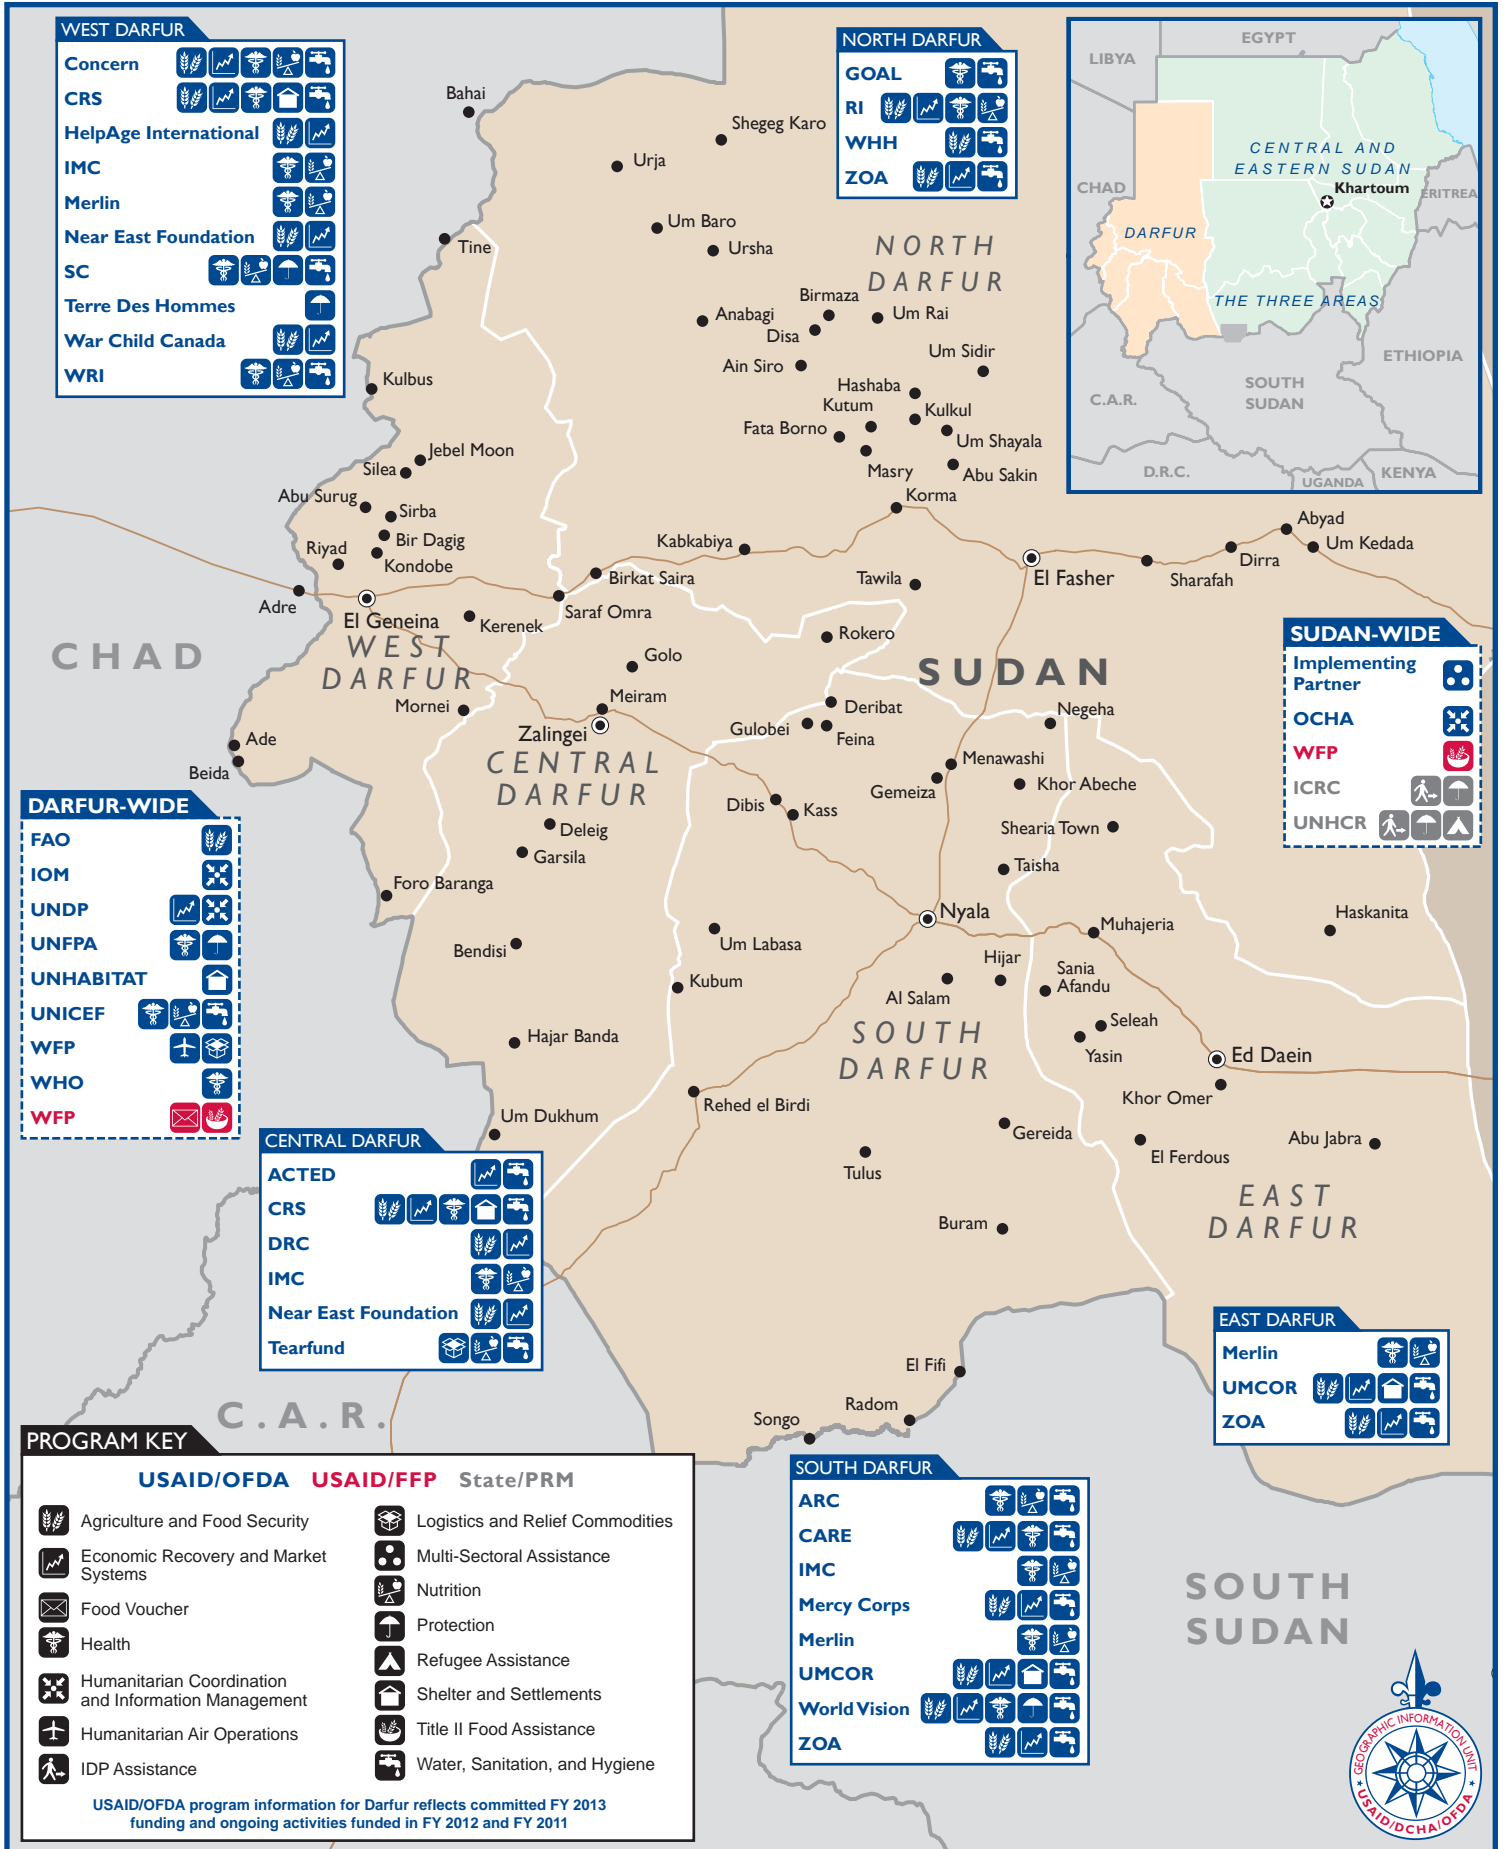 WEST DARFUR
Concern
CRS
HelpAge International
IMC
Merlin
Near East Foundation
SC
Terre Des Hommes
War Child Canada
WRI
NORTH DARFUR
GOAL
RI
WHH
ZOA
EGYPT
LIBYA
CENTRAL AND
EASTERN SUDAN
Khartoum
CHAD
ERITREA
DARFUR
THE THREE AREAS
ETHIOPIA
SOUTH
SUDAN
C.A.R.
D.R.C.
UGANDA
KENYA
Bahai
Shegeg Karo
Urja
Um Baro
Ursha
Tine
NORTH
DARFUR
Birmaza
Anabagi
Disa
Um Rai
Ain Siro
Um Sidir
Kulbus
Hashaba
Kutum
Kulkul
Fata Borno
Um Shayala
Masry
Abu Sakin
Jebel Moon
Silea
Abu Surug
Sirba
Korma
Bir Dagig
Riyad
Kondobe
Kabkabiya
Abyad
Um Kedada
Dirra
Sharafah
El Fasher
Tawila
Birkat Saira
Adre
El Geneina
Kerenek
Saraf Omra
Rokero
CHAD
WEST
DARFUR
Golo
SUDAN
Mornei
Meiram
Zalingei
Deribat
Gulobei
Feina
Negeha
Ade
Beida
CENTRAL
DARFUR
Menawashi
Gemeiza
Khor Abeche
Dibis
Kass
Shearia Town
Deleig
Garsila
Taisha
Foro Baranga
Nyala
Muhajeria
Haskanita
Bendisi
Um Labasa
Kubum
Hijar
Sania
Afandu
Al Salam
Seleah
Yasin
SOUTH
DARFUR
Hajar Banda
Ed Daein
Khor Omer
Rehed el Birdi
Um Dukhum
Gereida
El Ferdous
Abu Jabra
Tulus
EAST
DARFUR
Buram
El Fifi
Radom
Songo
C.A.R.
SOUTH
SUDAN
SUDAN-WIDE
Implementing
Partner
OCHA
WFP
ICRC
UNHCR
DARFUR-WIDE
FAO
IOM
UNDP
UNFPA
UNHABITAT
UNICEF
WFP
WHO
WFP
CENTRAL DARFUR
ACTED
CRS
DRC
IMC
Near East Foundation
Tearfund
EAST DARFUR
Merlin
UMCOR
ZOA
SOUTH DARFUR
ARC
CARE
IMC
Mercy Corps
Merlin
UMCOR
World Vision
ZOA
PROGRAM KEY
USAID/OFDA USAID/FFP State/PRM
Agriculture and Food Security
Economic Recovery and Market
Systems
Food Voucher
Health
Humanitarian Coordination
and Information Management
Humanitarian Air Operations
IDP Assistance
Logistics and Relief Commodities
Multi-Sectoral Assistance
Nutrition
Protection
Refugee Assistance
Shelter and Settlements
Title II Food Assistance
Water, Sanitation, and Hygiene
USAID/OFDA program information for Darfur reflects committed FY 2013
funding and ongoing activities funded in FY 2012 and FY 2011
GEOGRAPHIC INFORMATION UNIT
USAID/DCHA/OFDA